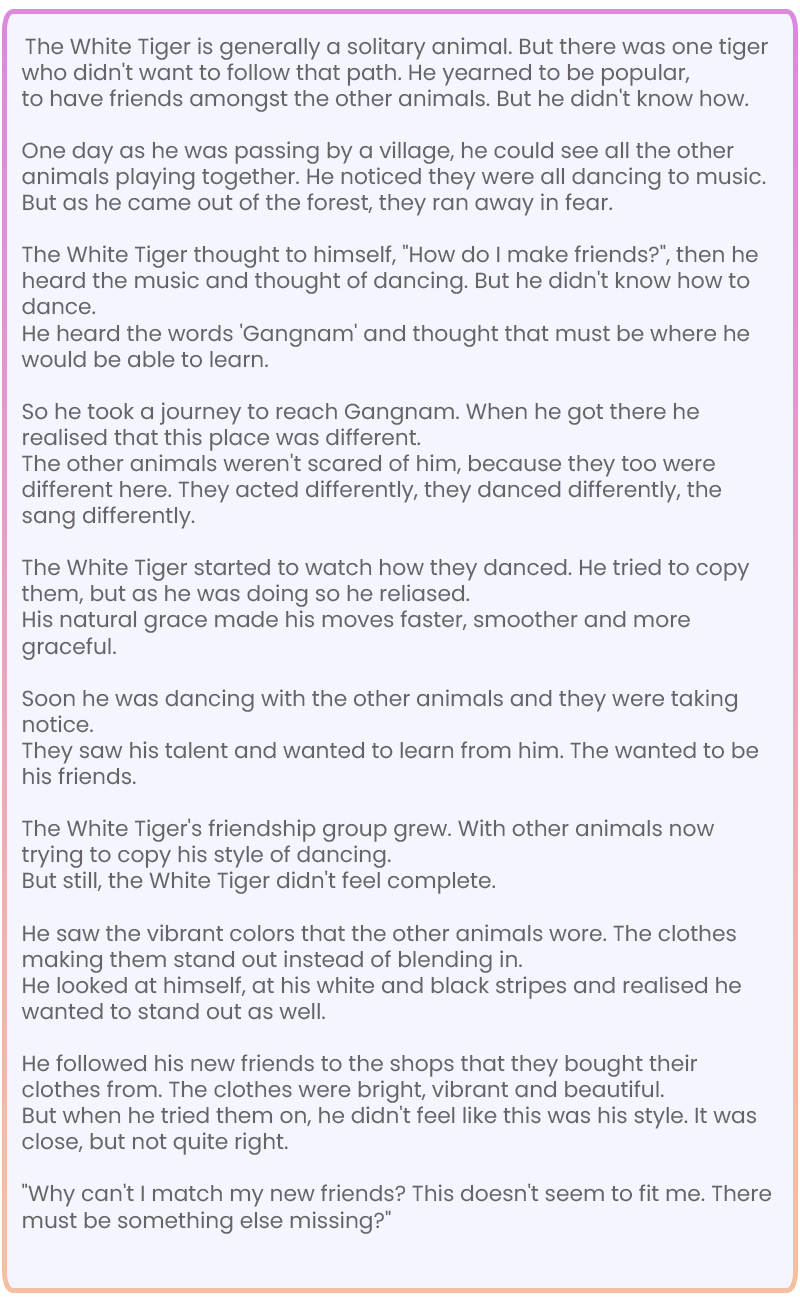 The White Tiger is generally a solitary animal. But there was one tiger
who didn't want to follow that path. He yearned to be popular,
to have friends amongst the other animals. But he didn't know how.
One day as he was passing by a village, he could see all the other
animals playing together. He noticed they were all dancing to music.
But as he came out of the forest, they ran away in fear.
The White Tiger thought to himself, "How do I make friends?", then he
heard the music and thought of dancing. But he didn't know how to
dance.
He heard the words 'Gangnam' and thought that must be where he
would be able to learn.
So he took a journey to reach Gangnam. When he got there he
realised that this place was different.
The other animals weren't scared of him, because they too were
different here. They acted differently, they danced differently, the
sang differently.
The White Tiger started to watch how they danced. He tried to copy
them, but as he was doing so he reliased.
His natural grace made his moves faster, smoother and more
graceful.
Soon he was dancing with the other animals and they were taking
notice.
They saw his talent and wanted to learn from him. The wanted to be
his friends.
The White Tiger's friendship group grew. With other animals now
trying to copy his style of dancing.
But still, the White Tiger didn't feel complete.
He saw the vibrant colors that the other animals wore. The clothes
making them stand out instead of blending in.
He looked at himself, at his white and black stripes and realised he
wanted to stand out as well.
He followed his new friends to the shops that they bought their
clothes from. The clothes were bright, vibrant and beautiful.
But when he tried them on, he didn't feel like this was his style. It was
close, but not quite right.
"Why can't I match my new friends? This doesn't seem to fit me. There
must be something else missing?"